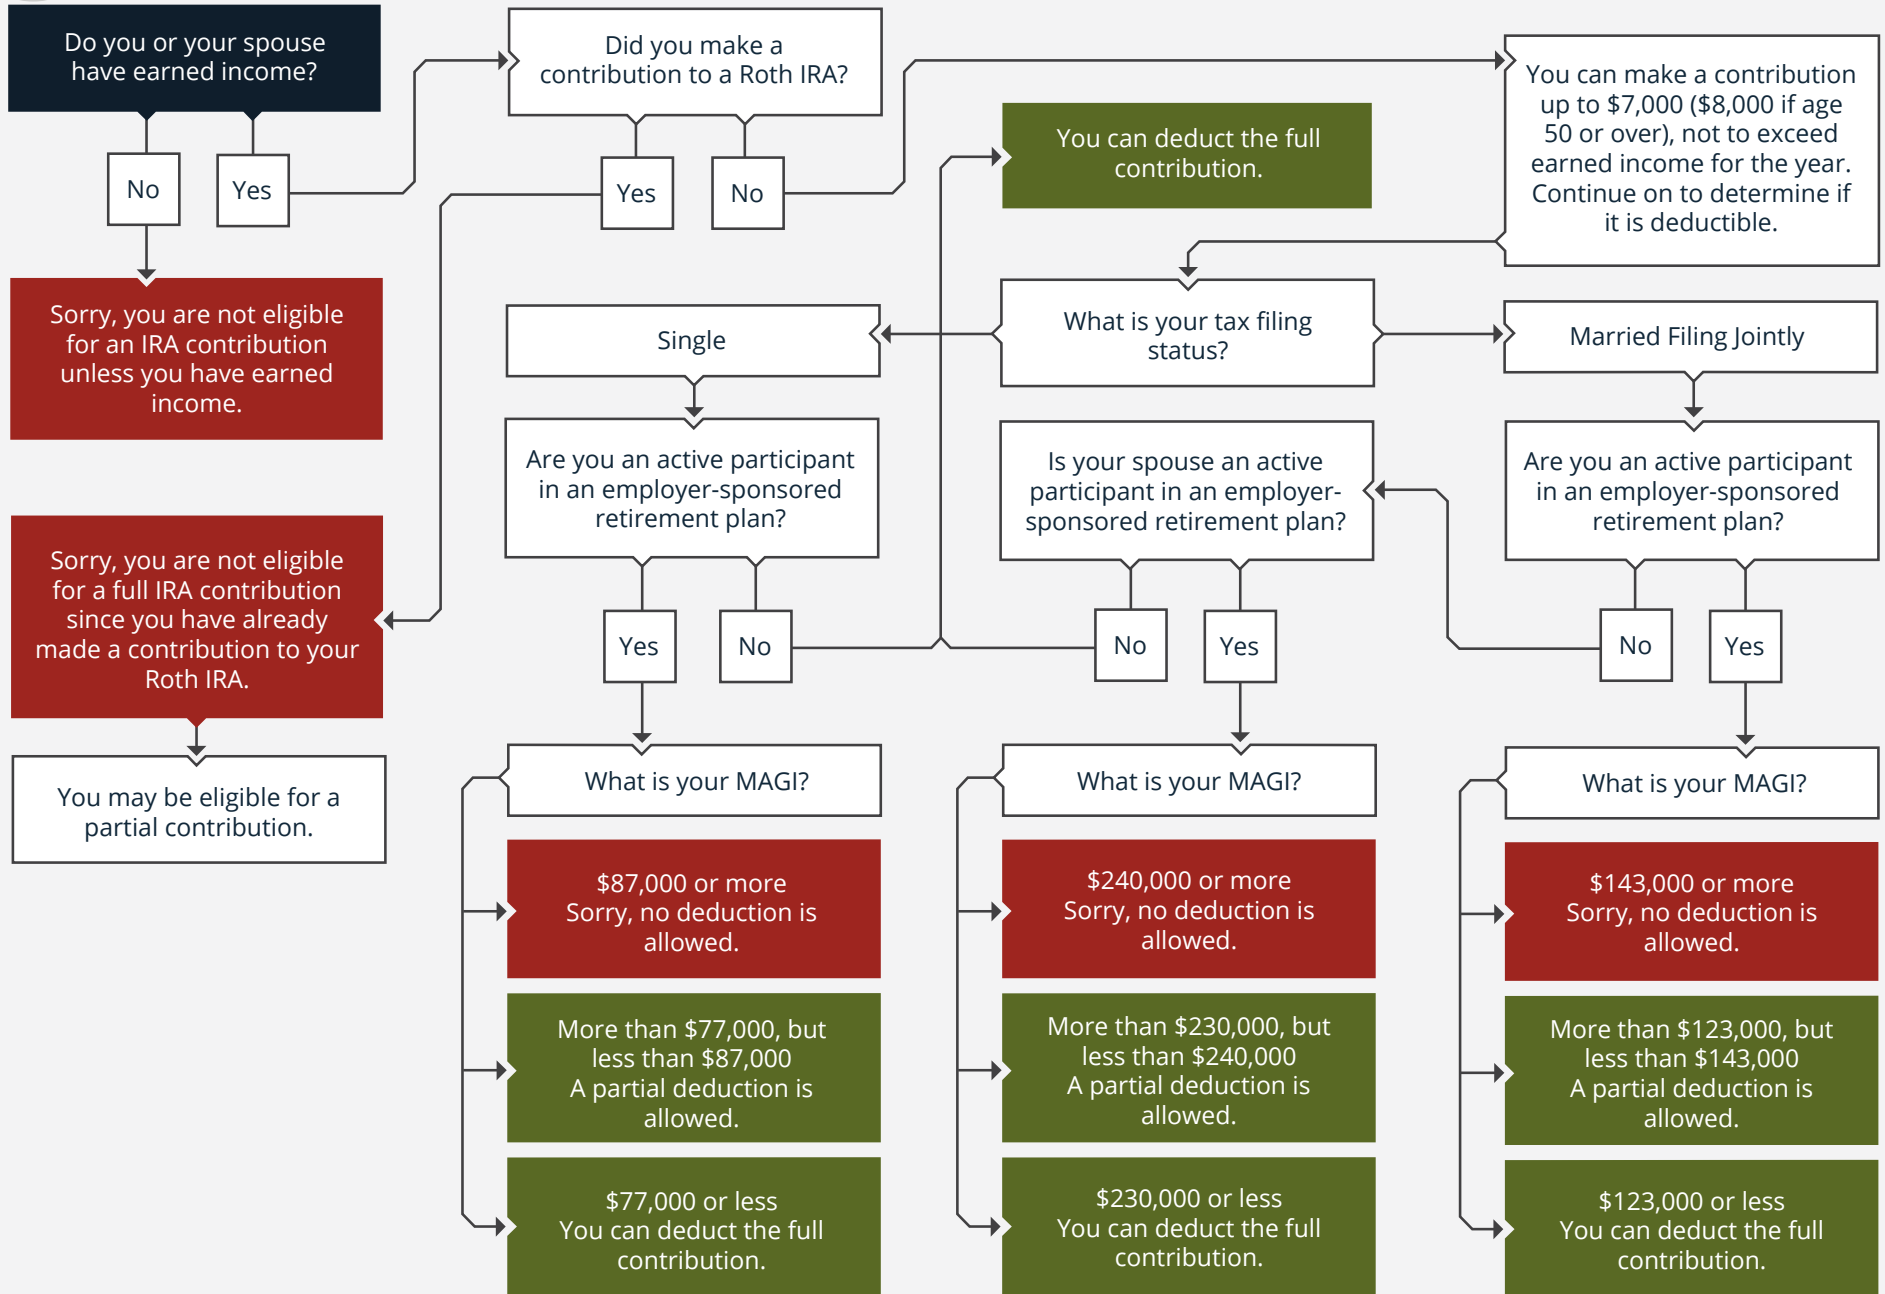 Do you or your spouse
have earned income?
No
Yes
Sorry, you are not eligible
for an IRA contribution
unless you have earned
income.
Did you make a
contribution to a Roth IRA?
Yes
No
Sorry, you are not eligible
for a full IRA contribution
since you have already
made a contribution to your
Roth IRA.
You may be eligible for a
partial contribution.
You can make a contribution
up to $7,000 ($8,000 if age
50 or over), not to exceed
earned income for the year.
Continue on to determine if
it is deductible.
You can deduct the full
contribution.
What is your tax filing
status?
Single
Married Filing Jointly
Are you an active participant
in an employer-sponsored
retirement plan?
Yes
No
Is your spouse an active
participant in an employer-
sponsored retirement plan?
No
Yes
Are you an active participant
in an employer-sponsored
retirement plan?
No
Yes
What is your MAGI?
$87,000 or more
Sorry, no deduction is
allowed.
More than $77,000, but
less than $87,000
A partial deduction is
allowed.
$77,000 or less
You can deduct the full
contribution.
What is your MAGI?
$240,000 or more
Sorry, no deduction is
allowed.
More than $230,000, but
less than $240,000
A partial deduction is
allowed.
$230,000 or less
You can deduct the full
contribution.
What is your MAGI?
$143,000 or more
Sorry, no deduction is
allowed.
More than $123,000, but
less than $143,000
A partial deduction is
allowed.
$123,000 or less
You can deduct the full
contribution.